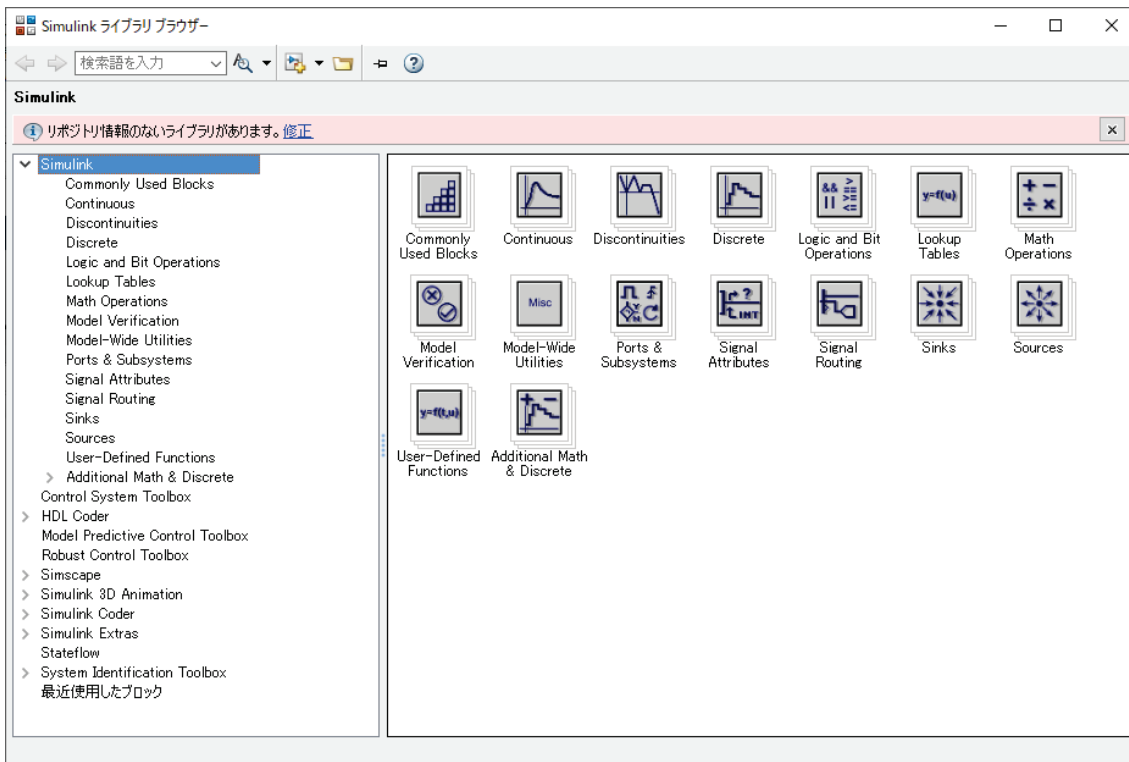 Simulink ライブラリ ブラウザー
検索語を入力
Simulink
リポジトリ情報のないライブラリがあります。修正
Simulink
Commonly Used Blocks
Continuous
Discontinuities
Discrete
Logic and Bit Operations
Lookup Tables
Math Operations
Model Verification
Model-Wide Utilities
Ports & Subsystems
Signal Attributes
Signal Routing
Sinks
Sources
User-Defined Functions
Additional Math & Discrete
Control System Toolbox
HDL Coder
Model Predictive Control Toolbox
Robust Control Toolbox
Simscape
Simulink 3D Animation
Simulink Coder
Simulink Extras
Stateflow
System Identification Toolbox
最近使用したブロック
&& > ==
|| >= <=
y=f(u)
+ −
÷ ×
Commonly
Used Blocks
Continuous
Discontinuities
Discrete
Logic and Bit
Operations
Lookup
Tables
Math
Operations
Misc
?
INT
Model
Verification
Model-Wide
Utilities
Ports &
Subsystems
Signal
Attributes
Signal
Routing
Sinks
Sources
y=f(t,u)
User-Defined
Functions
Additional Math
& Discrete